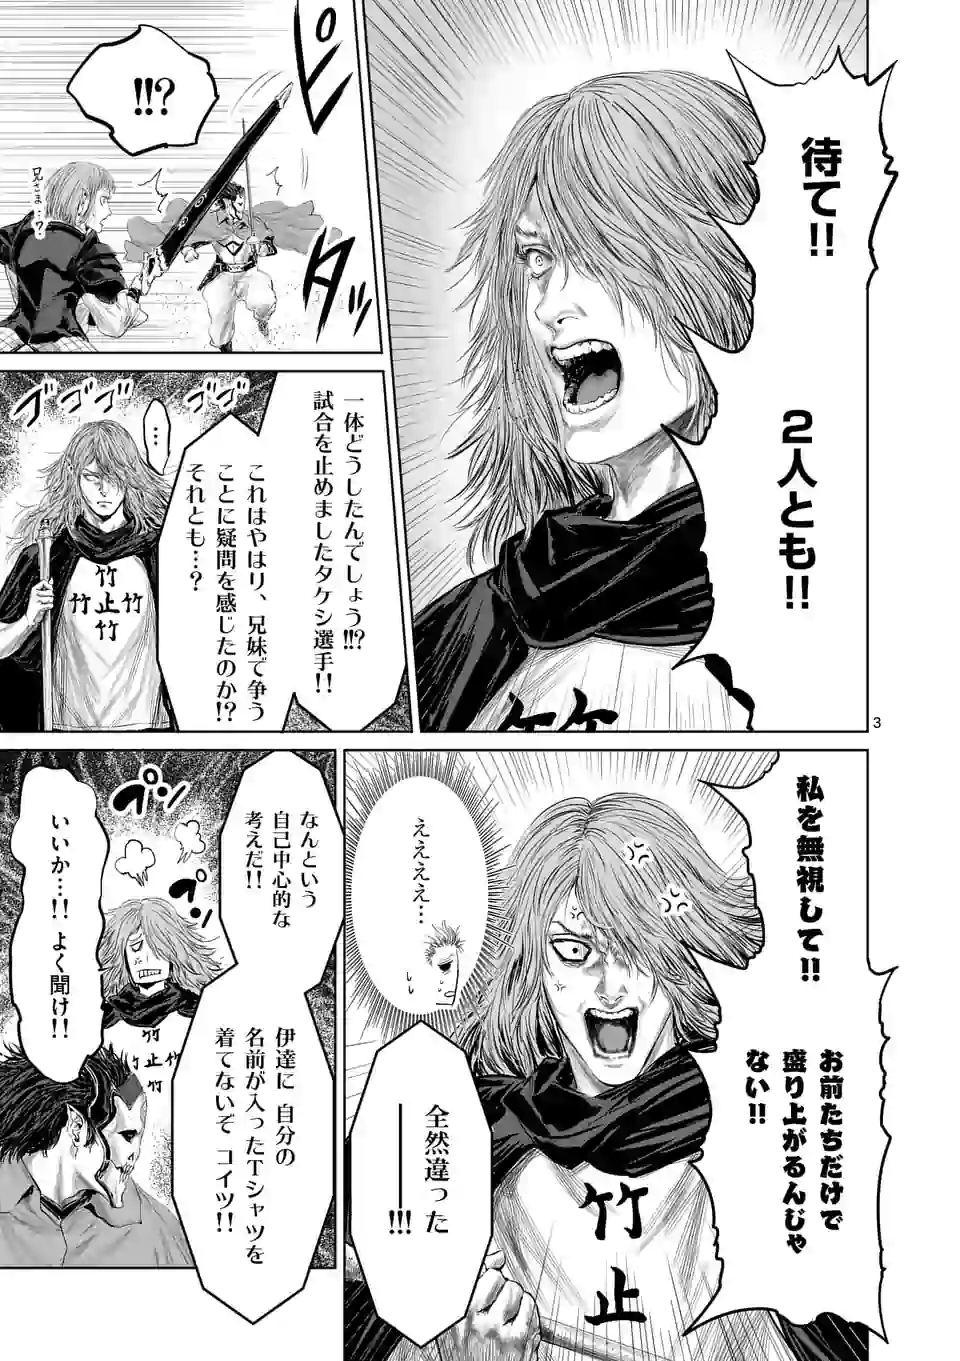 待て!!
2人とも!!
!!?
兄さま…?
ピタッ
一体どうしたんでしょう!!?
試合を止めましたタケシ選手!!
これはやはり、兄妹で争う
ことに疑問を感じたのか!?
それとも…?
…
ゴゴゴ
ゴゴゴ
竹
竹止竹
竹
竹竹
3
私を無視して!!
お前たちだけで
盛り上がるんじゃ
ない!!
ええええ…
全然違った
――!!!
竹
止
なんという
自己中心的な
考えだ!!
伊達に 自分の
名前が入ったTシャツを
着てないぞ コイツ!!
プン
プン
いいか…!! よく聞け!!
竹
竹止竹
竹